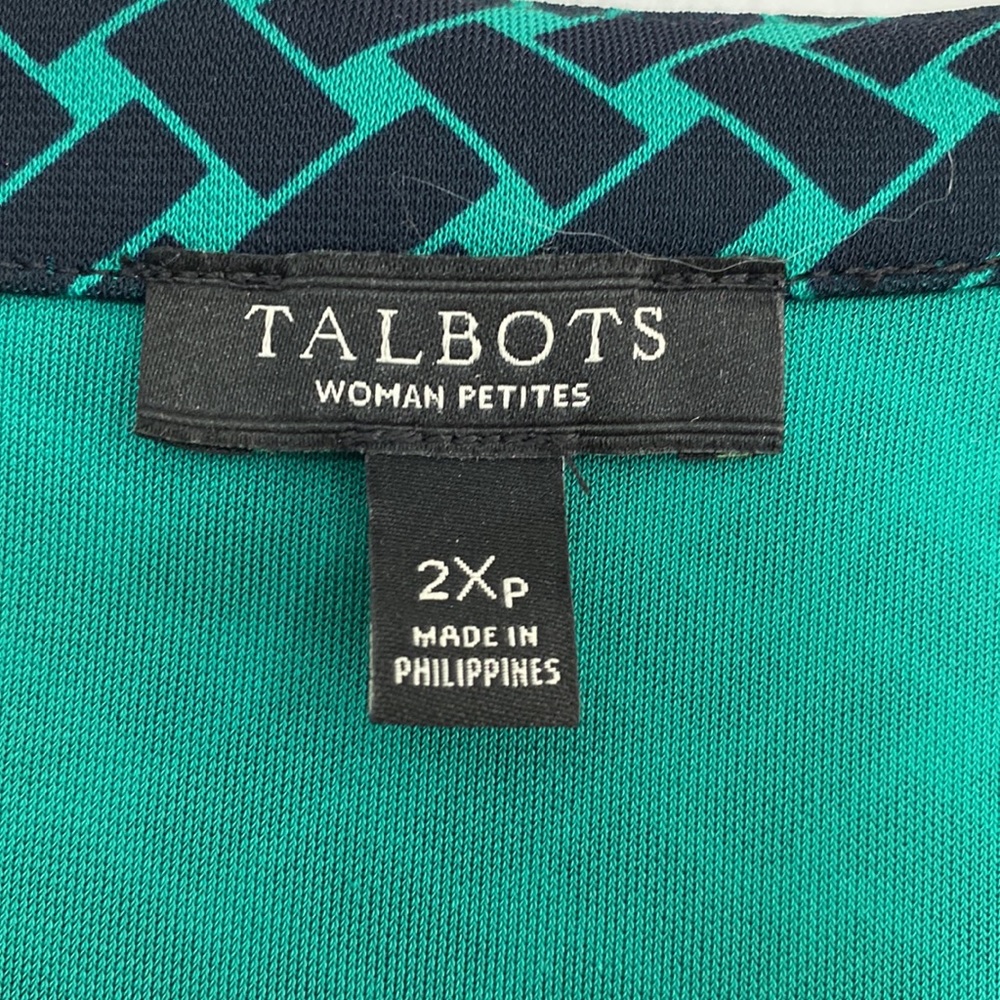 TALBOTS
WOMAN PETITES
2XP
MADE IN
PHILIPPINES